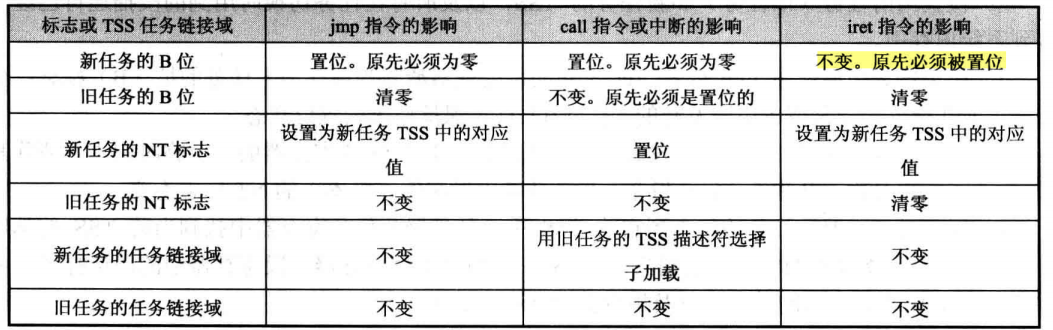 标志或 TSS 任务链接域 jmp 指令的影响 call 指令或中断的影响 iret 指令的影响
新任务的 B 位 置位。原先必须为零 置位。原先必须为零 不变。原先必须被置位
旧任务的 B 位 清零 不变。原先必须是置位的 清零
新任务的 NT 标志 设置为新任务 TSS 中的对应 置位 设置为新任务 TSS 中的对应
值 值
旧任务的 NT 标志 不变 不变 清零
新任务的任务链接域 不变 用旧任务的 TSS 描述符选择 不变
子加载
旧任务的任务链接域 不变 不变 不变